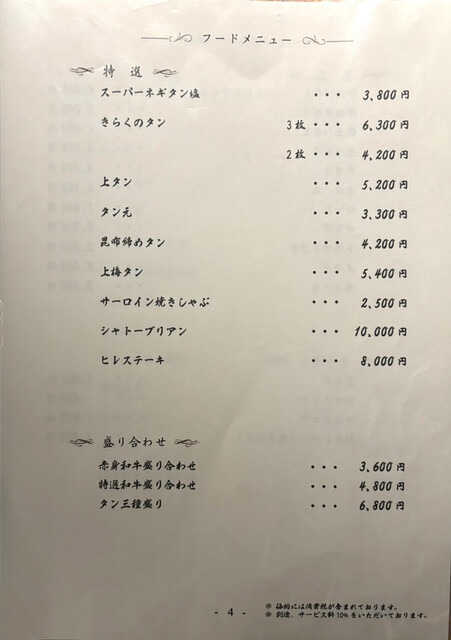 フードメニュー
特選
スーパーネギタン塩 ・・・ 3,800円
きらくのタン 3枚・・・ 6,300円
2枚・・・ 4,200円
上タン ・・・ 5,200円
タン元 ・・・ 3,300円
昆布締めタン ・・・ 4,200円
上梅タン ・・・ 5,400円
サーロイン焼きしゃぶ ・・・ 2,500円
シャトーブリアン ・・・ 10,000円
ヒレステーキ ・・・ 8,000円
盛り合わせ
赤身和牛盛り合わせ ・・・ 3,600円
特選和牛盛り合わせ ・・・ 4,800円
タン三種盛り ・・・ 6,800円
- 4 -
※ 価格には消費税が含まれております。
※ 別途、サービス料10%をいただいております。